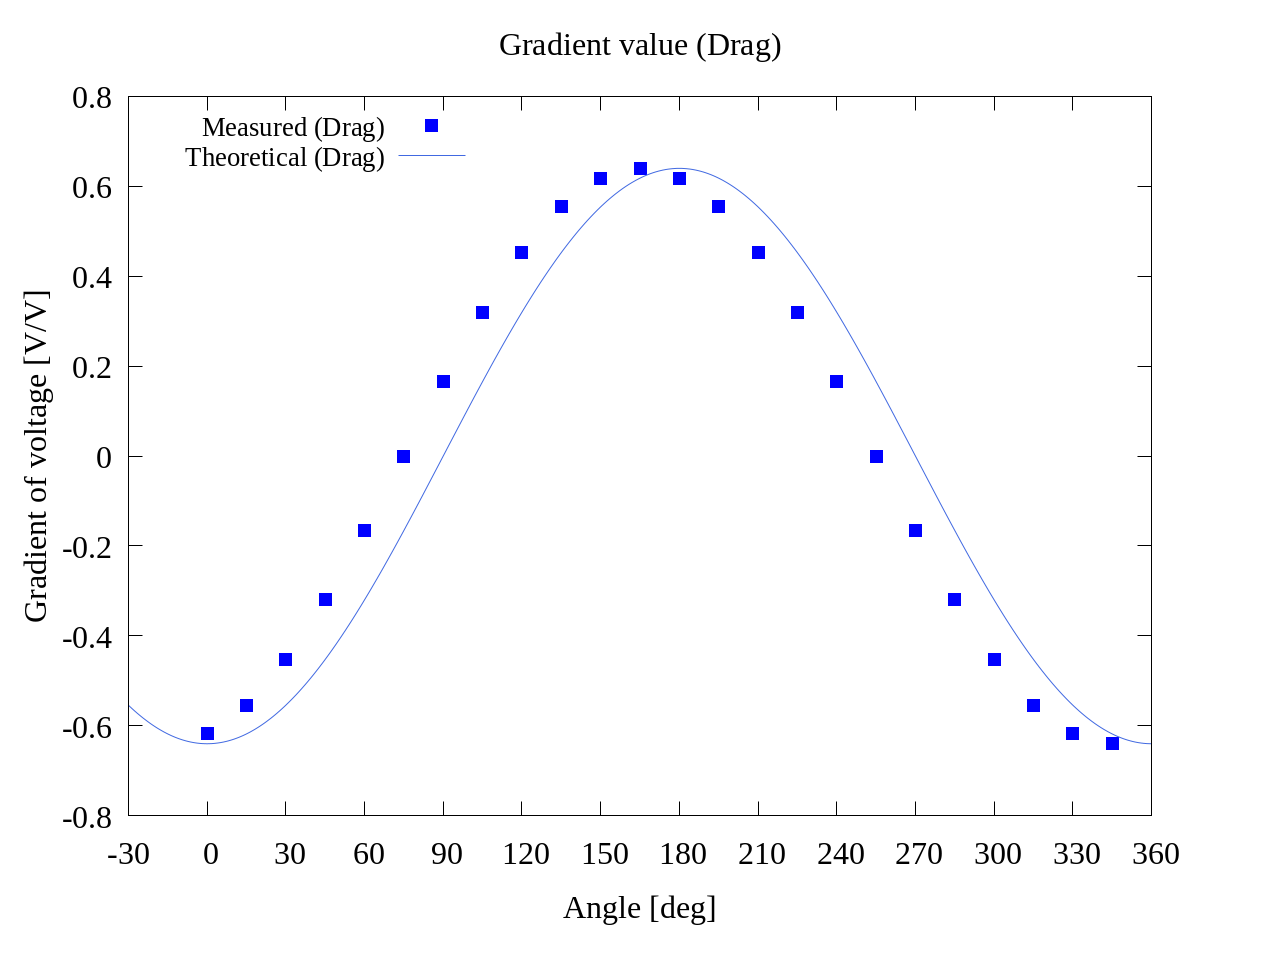 Gradient value (Drag)
Measured (Drag)
Theoretical (Drag)
0.8
0.6
0.4
0.2
0
-0.2
-0.4
-0.6
-0.8
Gradient of voltage [V/V]
-30 0 30 60 90 120 150 180 210 240 270 300 330 360
Angle [deg]